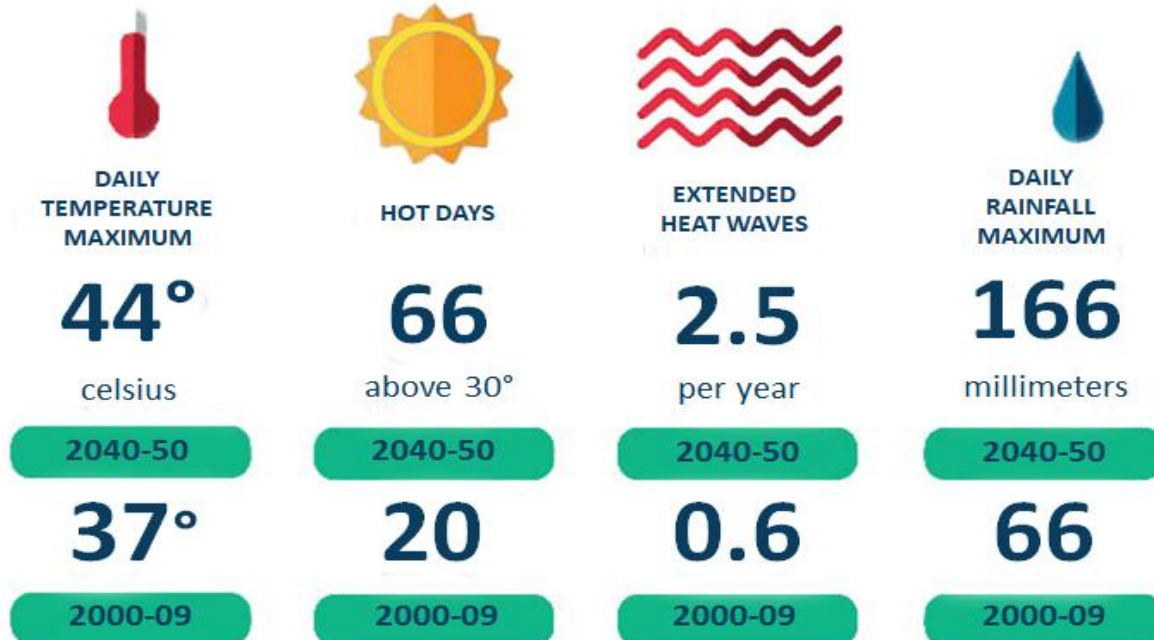 DAILY
TEMPERATURE
MAXIMUM
44°
celsius
2040-50
37°
2000-09
HOT DAYS
66
above 30°
2040-50
20
2000-09
EXTENDED
HEAT WAVES
2.5
per year
2040-50
0.6
2000-09
DAILY
RAINFALL
MAXIMUM
166
millimeters
2040-50
66
2000-09